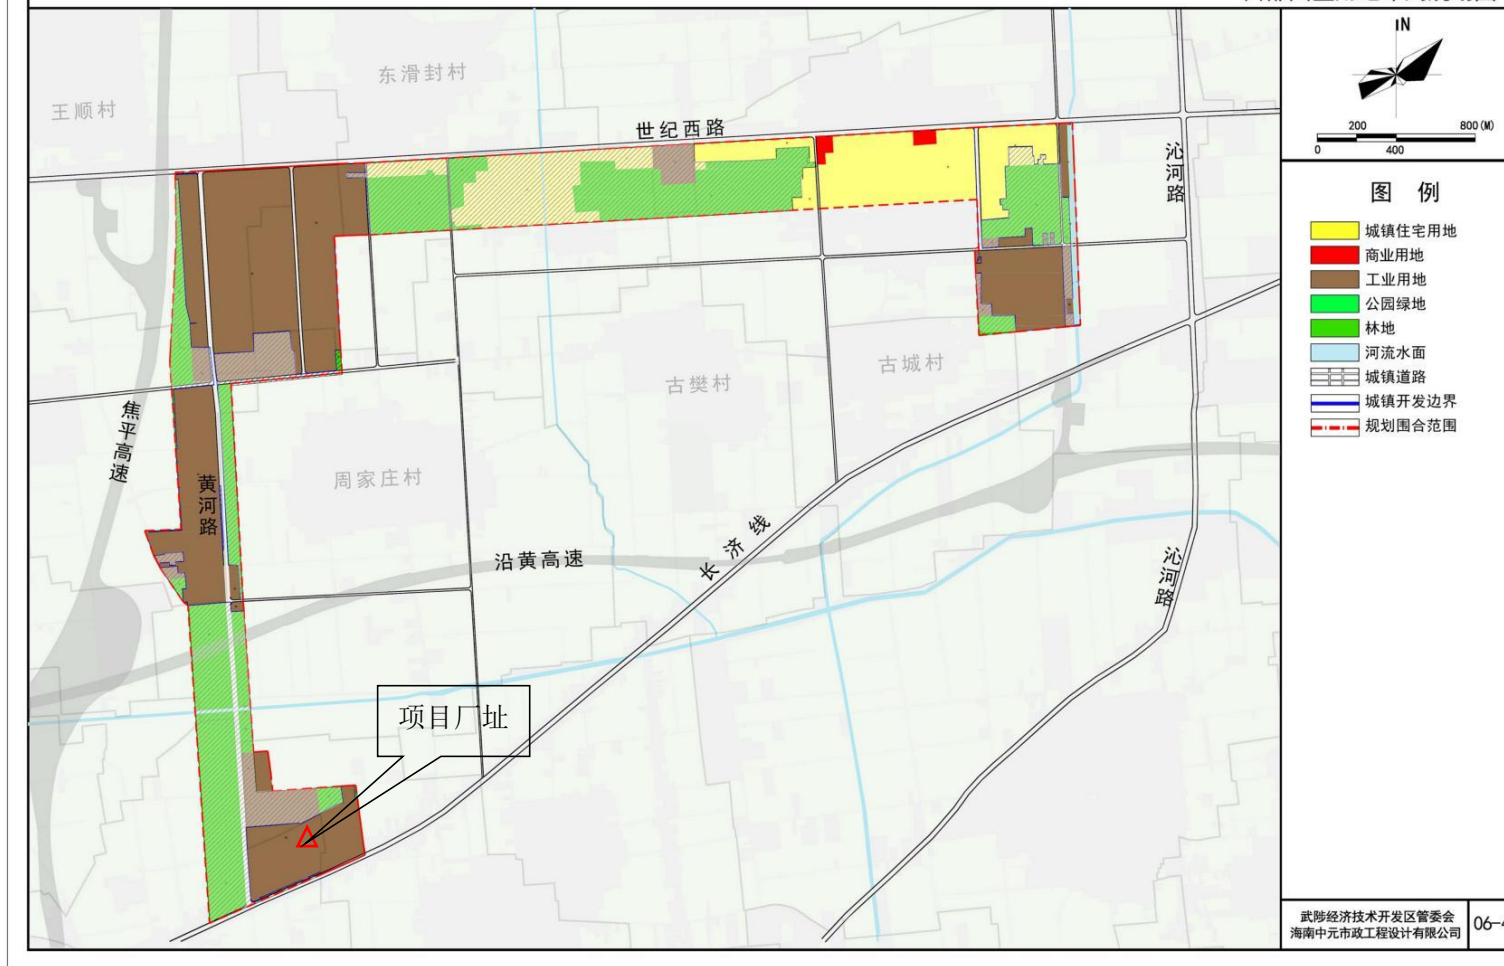 东滑封村
王顺村
世纪西路
沁河路
古城村
古樊村
焦平高速
周家庄村
黄河路
长济线
沿黄高速
沁河路
项目厂址
N
200
800(M)
0
400
图 例
城镇住宅用地
商业用地
工业用地
公园绿地
林地
河流水面
城镇道路
城镇开发边界
规划围合范围
武陟经济技术开发区管委会
海南中元市政工程设计有限公司
06-4